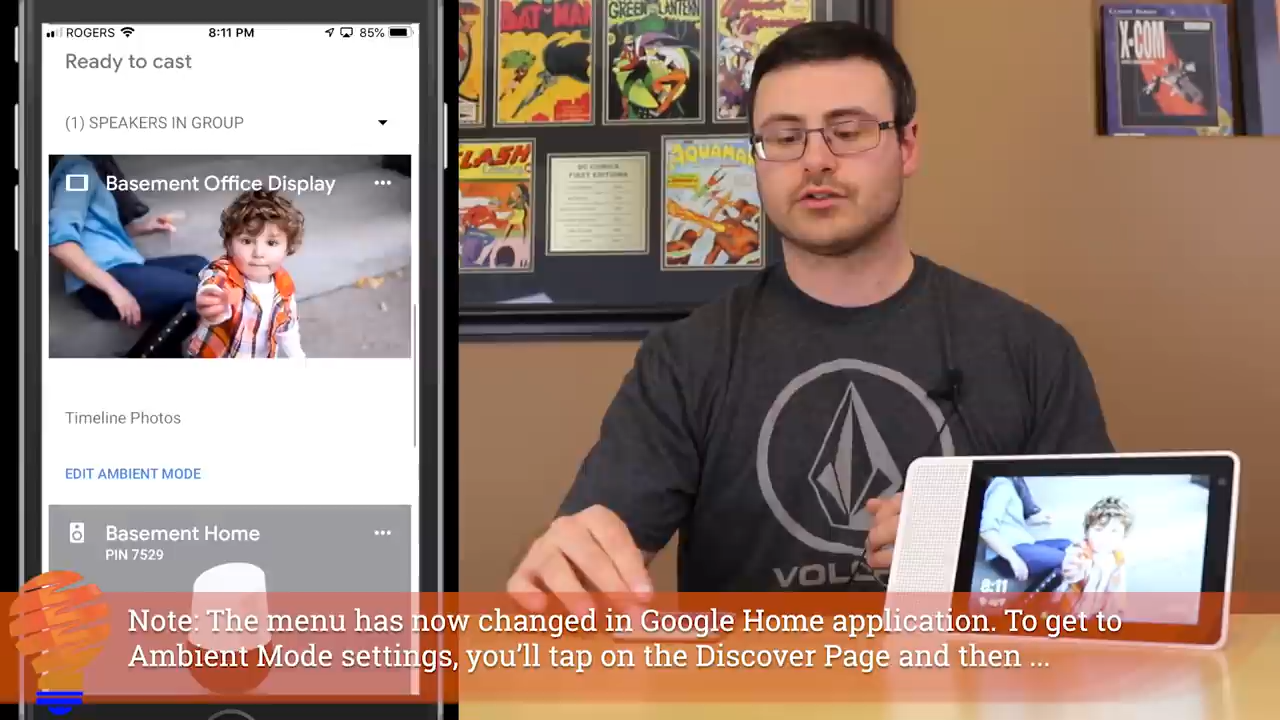 ROGERS 8:11 PM 85%
Ready to cast
(1) SPEAKERS IN GROUP
Basement Office Display
Timeline Photos
EDIT AMBIENT MODE
Basement Home
PIN 7529
BATMAN
GREEN LANTERN
FLASH
DC COMICS
FIRST EDITIONS
AQUAMAN
X-COM
VOLC
8:11
Note: The menu has now changed in Google Home application. To get to
Ambient Mode settings, you'll tap on the Discover Page and then ...